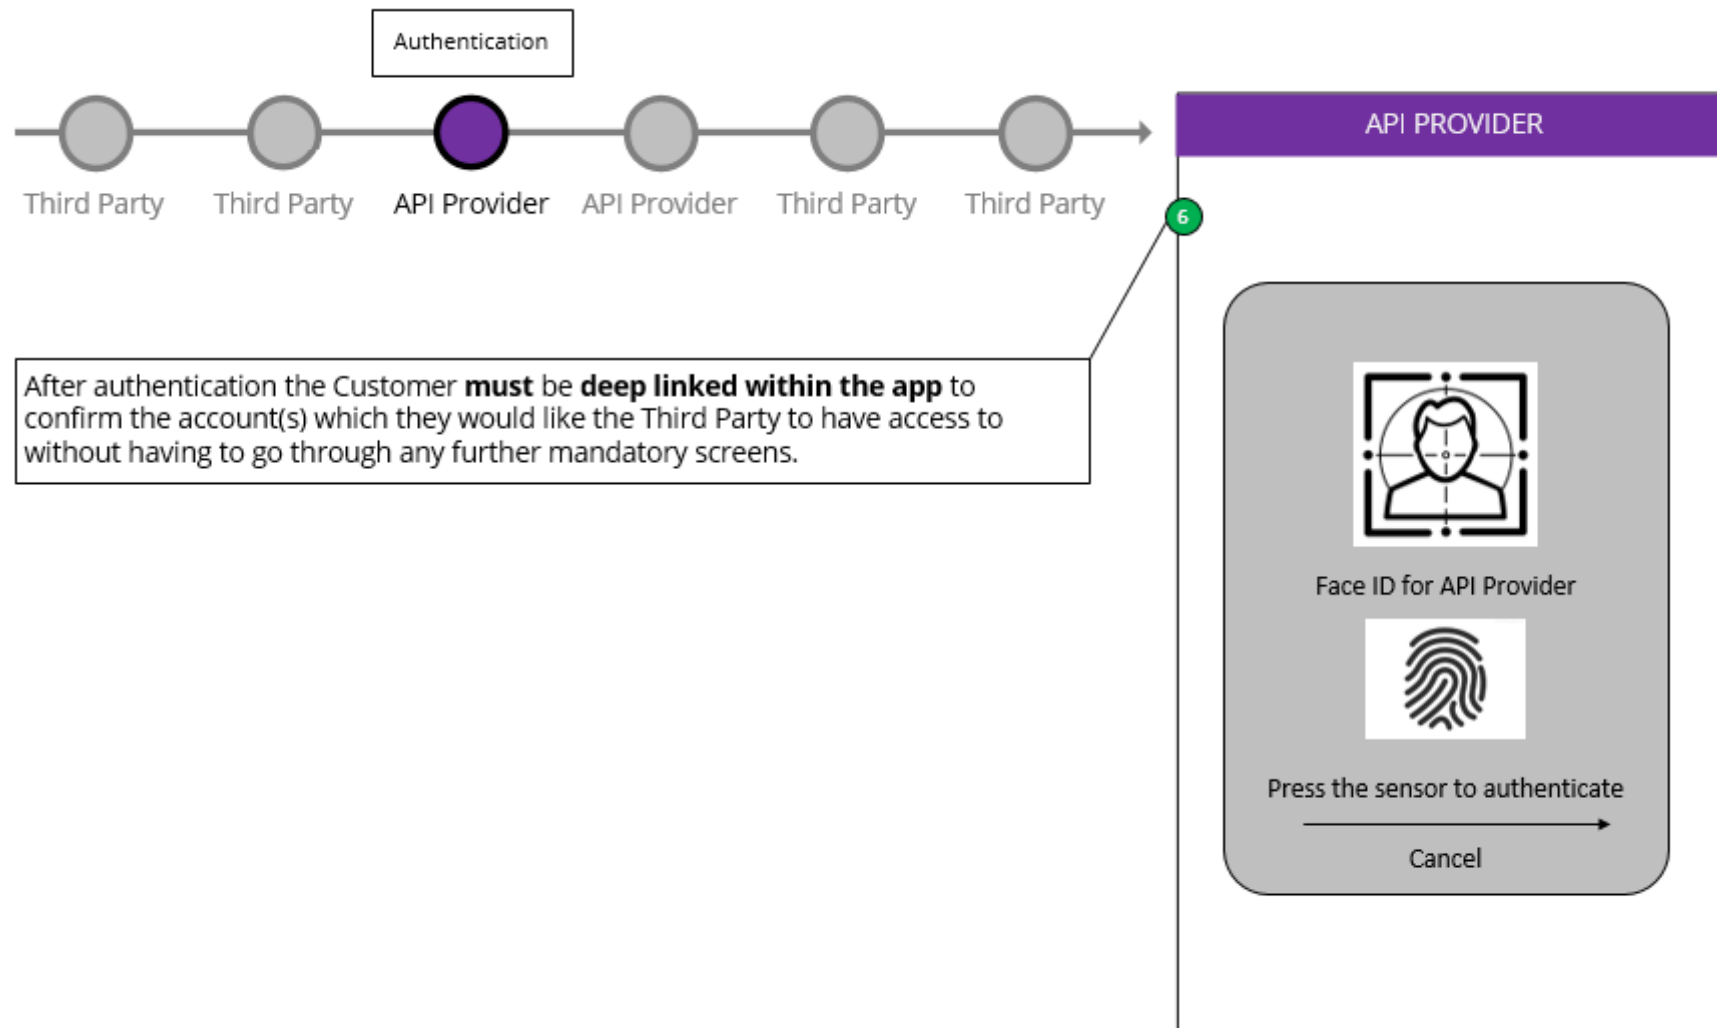 Authentication
Third Party
Third Party
API Provider
API Provider
Third Party
Third Party
API PROVIDER
6
After authentication the Customer must be deep linked within the app to
confirm the account(s) which they would like the Third Party to have access to
without having to go through any further mandatory screens.
Face ID for API Provider
Press the sensor to authenticate
Cancel